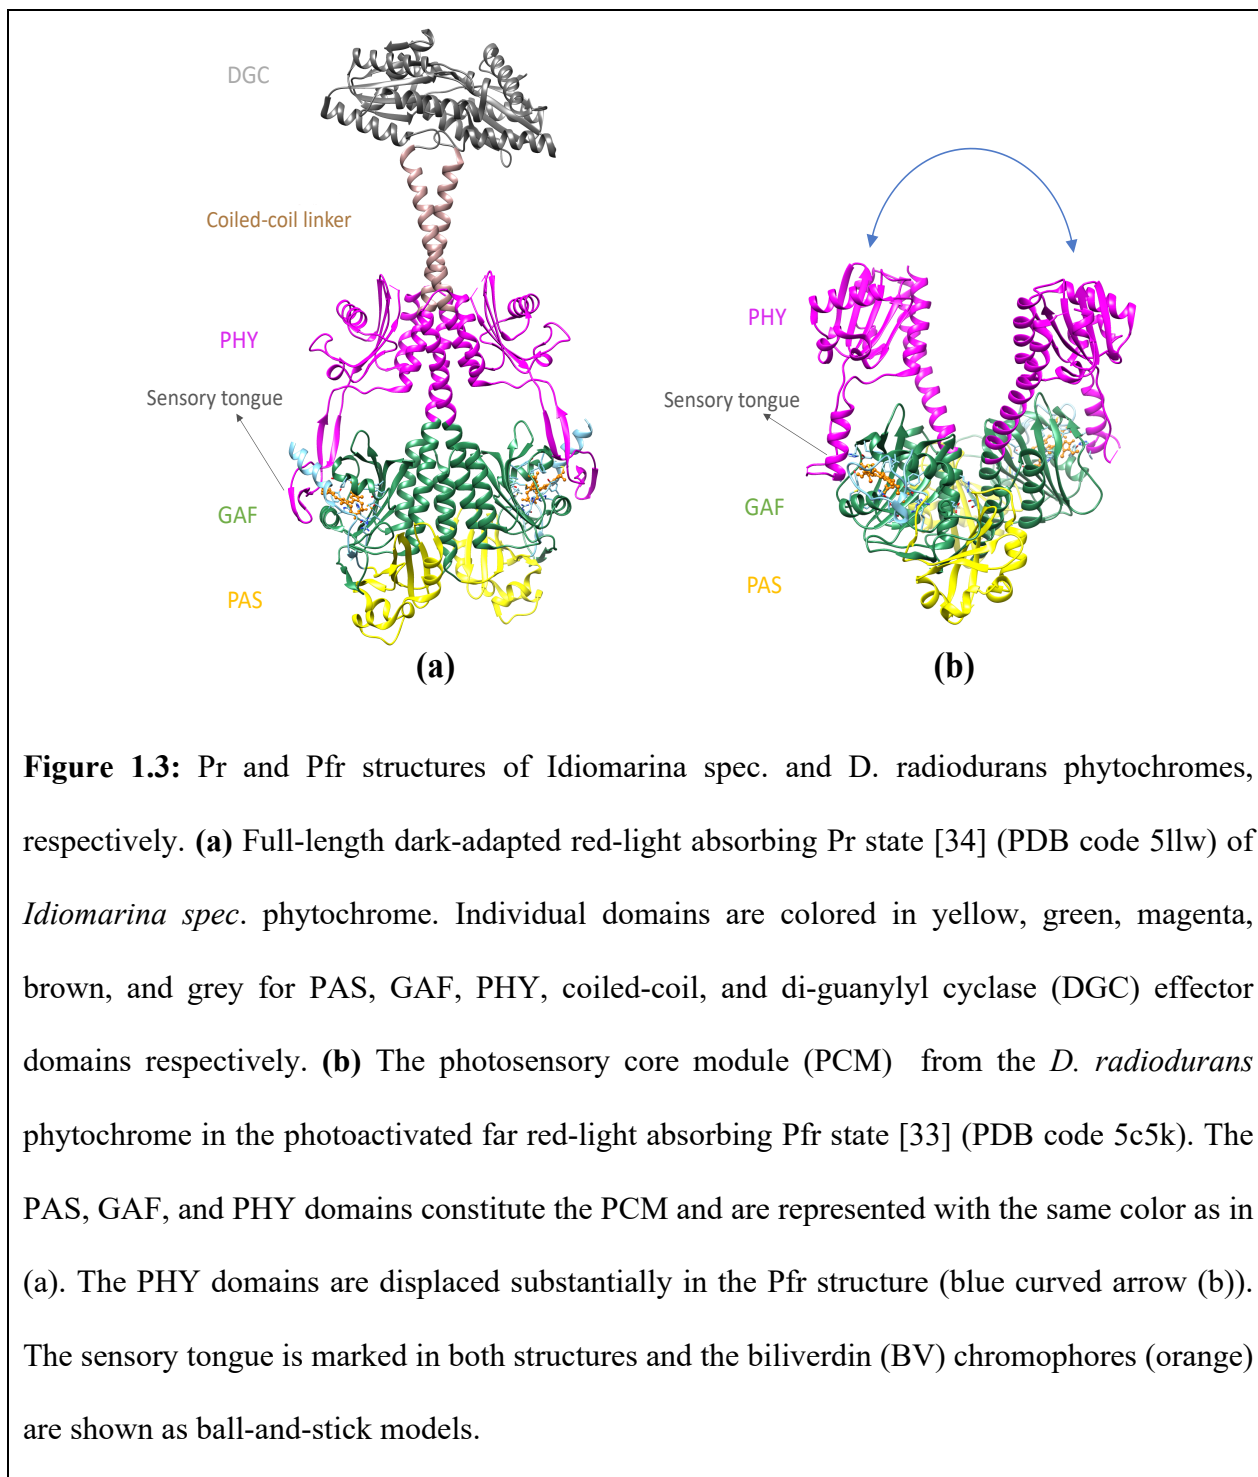 DGC
Coiled-coil linker
PHY
Sensory tongue
GAF
PAS
(a)
PHY
Sensory tongue
GAF
PAS
(b)
Figure 1.3: Pr and Pfr structures of Idiomarina spec. and D. radiodurans phytochromes,
respectively. (a) Full-length dark-adapted red-light absorbing Pr state [34] (PDB code 5llw) of
Idiomarina spec. phytochrome. Individual domains are colored in yellow, green, magenta,
brown, and grey for PAS, GAF, PHY, coiled-coil, and di-guanylyl cyclase (DGC) effector
domains respectively. (b) The photosensory core module (PCM) from the D. radiodurans
phytochrome in the photoactivated far red-light absorbing Pfr state [33] (PDB code 5c5k). The
PAS, GAF, and PHY domains constitute the PCM and are represented with the same color as in
(a). The PHY domains are displaced substantially in the Pfr structure (blue curved arrow (b)).
The sensory tongue is marked in both structures and the biliverdin (BV) chromophores (orange)
are shown as ball-and-stick models.